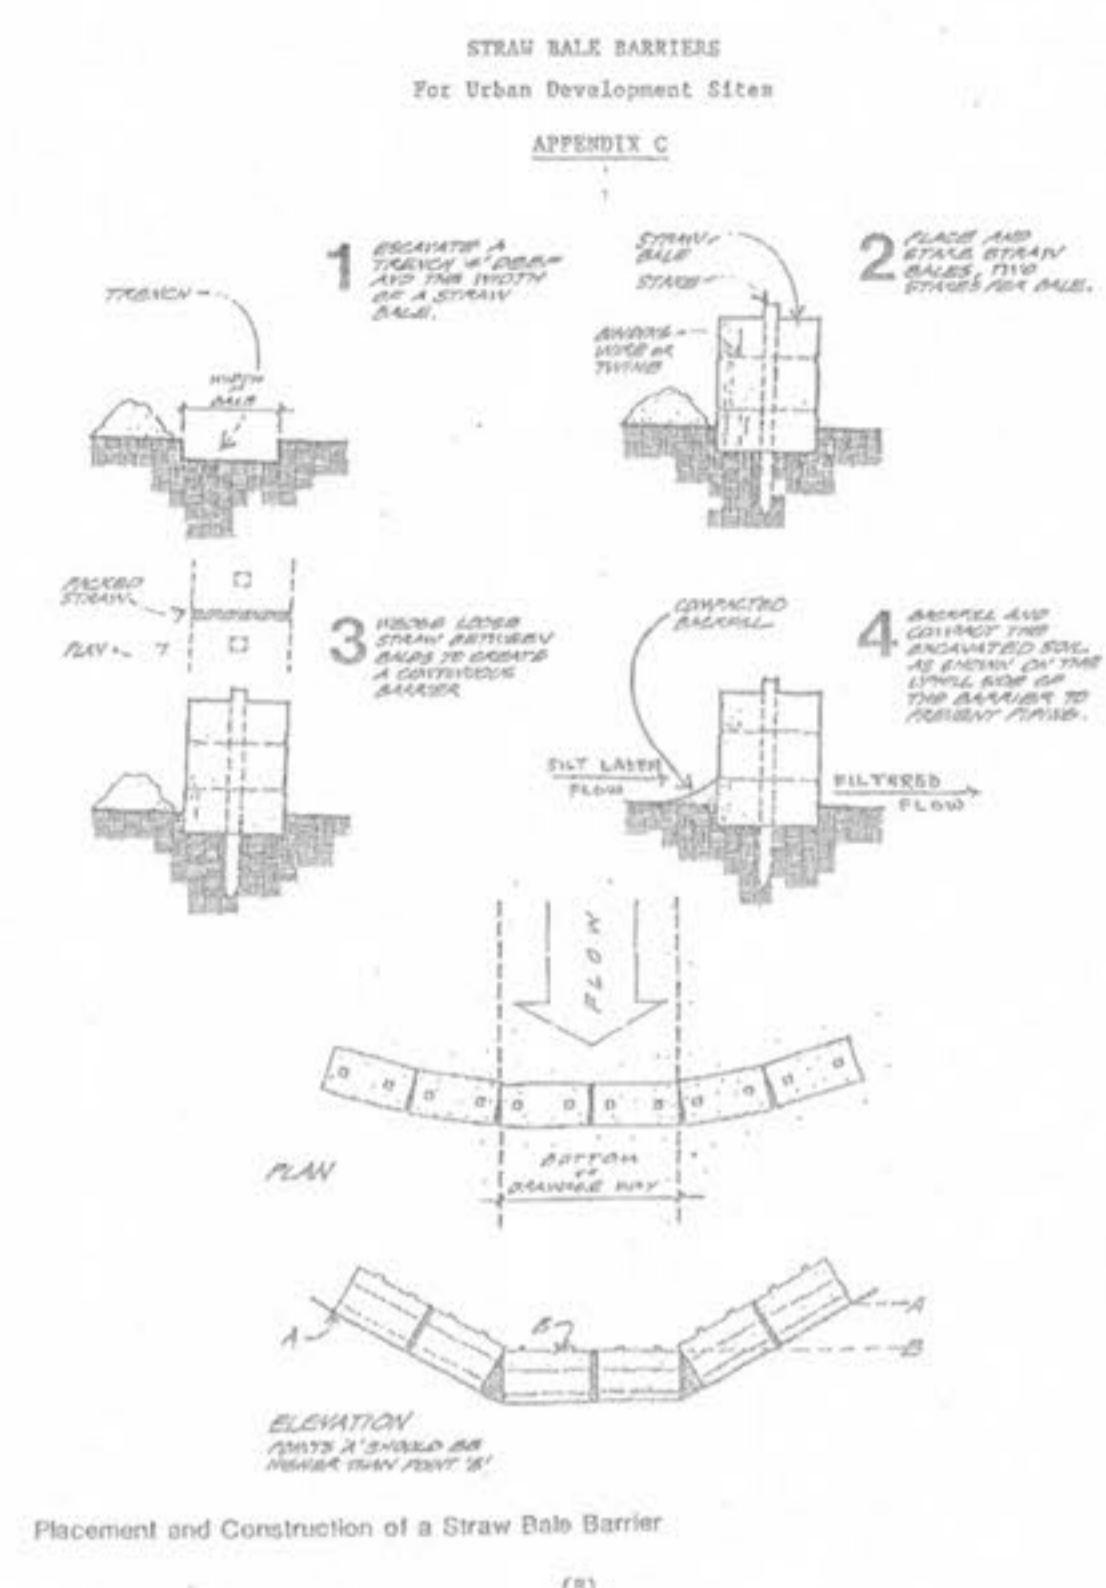 STRAW BALE BARRIERS
For Urban Development Sites
APPENDIX C
1
ESCAVATE A
TRENCH 4" DEEP
AND THE WIDTH
OF A STRAW
BALE.
TRENCH
WIDTH
OF
BALE
2
PLACE AND
STAKE STRAW
BALES, TWO
STAKES PER BALE.
STRAW
BALE
STAKE
BINDING
WIRE OR
TWINE
3
WEDGE LOOSE
STRAW BETWEEN
BALES TO CREATE
A CONTINUOUS
BARRIER
PACKED
STRAW
PLAN
4
BACKFILL AND
COMPACT THE
EXCAVATED SOIL
AS SHOWN ON THE
UPHILL SIDE OF
THE BARRIER TO
PREVENT PIPING.
COMPACTED
BACKFILL
SILT LADEN
FLOW
FILTERED
FLOW
FLOW
PLAN
BOTTOM
OF
DRAINAGE WAY
A
B
A
B
ELEVATION
POINTS 'A' SHOULD BE
HIGHER THAN POINT 'B'
Placement and Construction of a Straw Bale Barrier